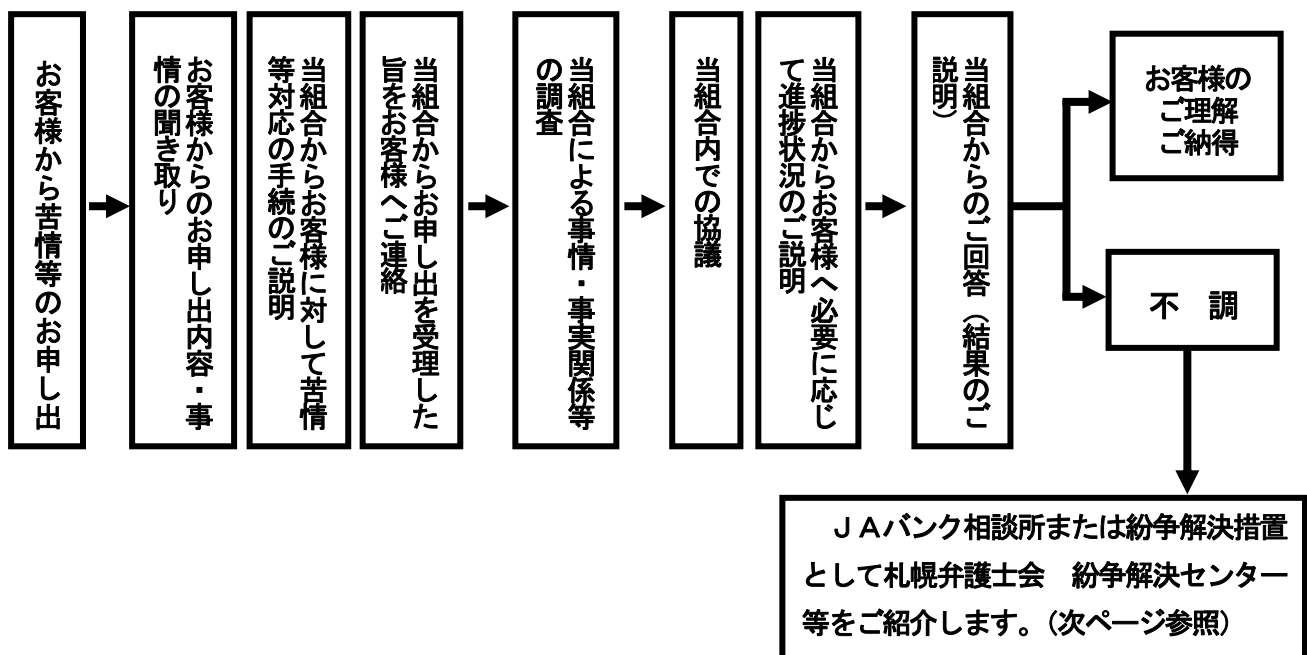 お客様から苦情等のお申し出
お客様からのお申し出内容・事
情の聞き取り
当組合からお客様に対して苦情
等対応の手続のご説明
当組合からお申し出を受理した
旨をお客様へご連絡
当組合による事情・事実関係等
の調査
当組合内での協議
当組合からお客様へ必要に応じ
て進捗状況のご説明
当組合からのご回答（結果のご
説明）
お客様の
ご理解
ご納得
不　調
ＪＡバンク相談所または紛争解決措置
として札幌弁護士会　紛争解決センター
等をご紹介します。（次ページ参照）